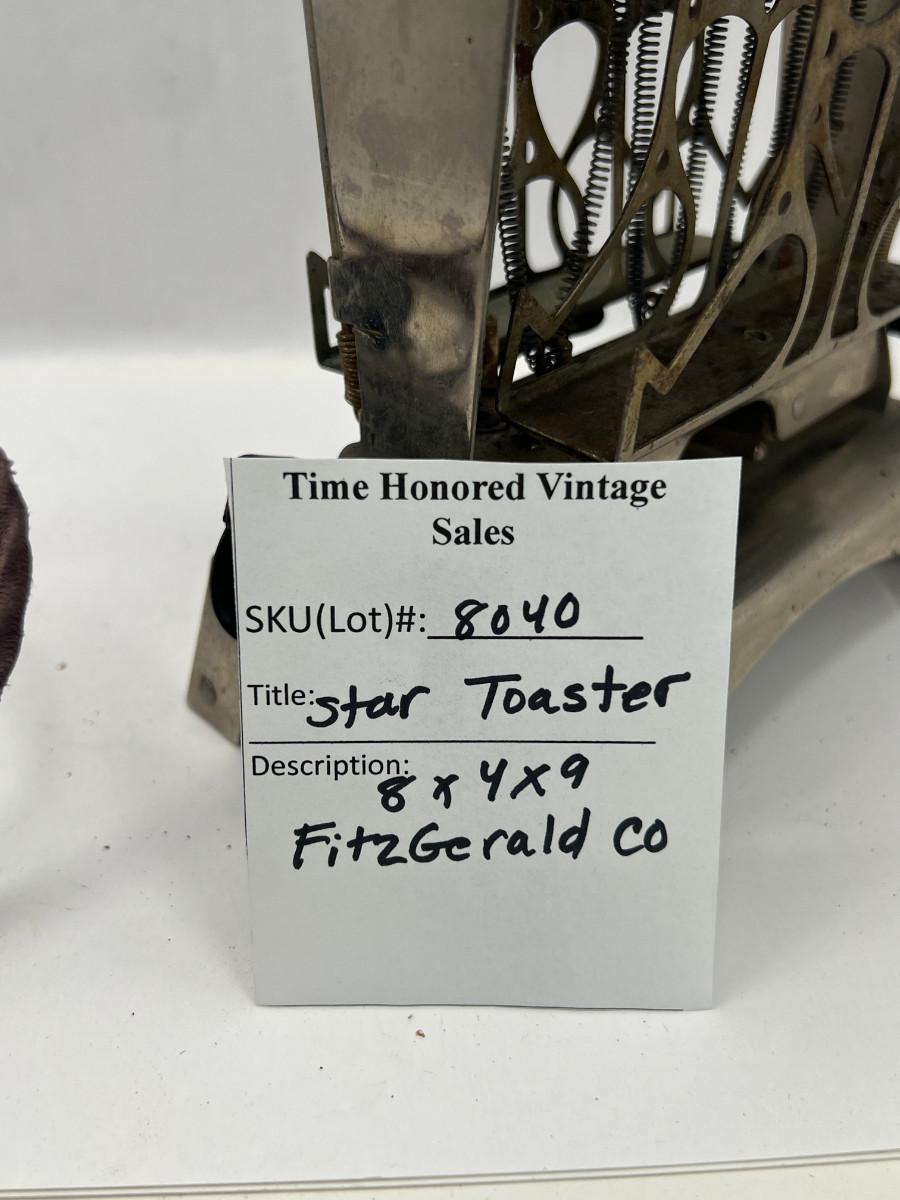 Time Honored Vintage
Sales
SKU(Lot)#: 8040
Title: Star Toaster
Description:
8 x 4 x 9
FitzGerald Co